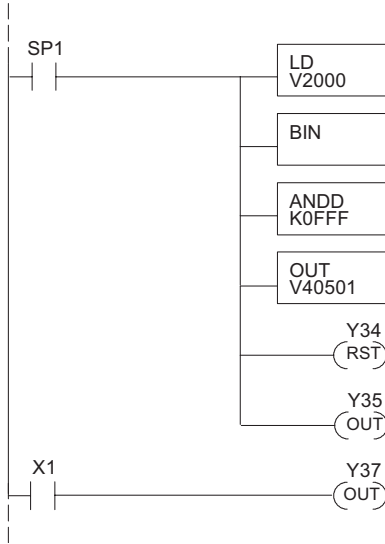 SP1
LD
V2000
BIN
ANDD
K0FFF
OUT
V40501
Y34
RST
Y35
OUT
X1
Y37
OUT